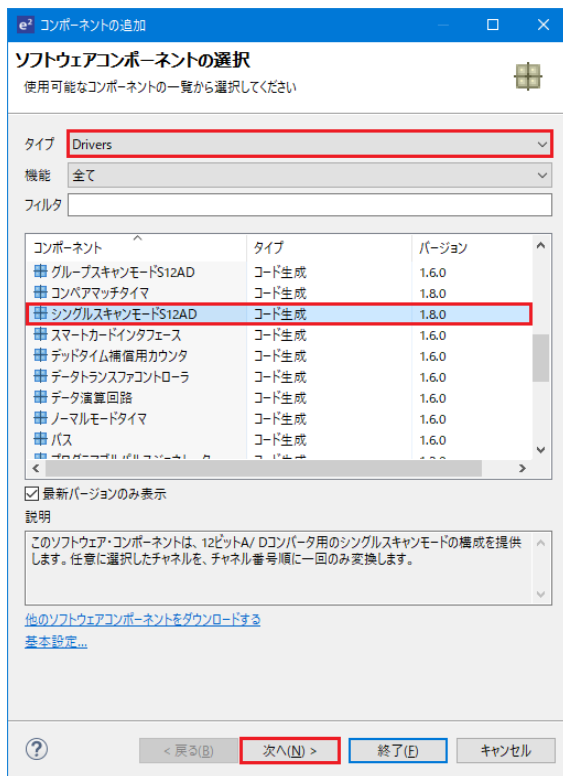 e² コンポーネントの追加
ソフトウェアコンポーネントの選択
使用可能なコンポーネントの一覧から選択してください
タイプ Drivers
機能 全て
フィルタ
コンポーネント タイプ バージョン
グループスキャンモードS12AD コード生成 1.6.0
コンペアマッチタイマ コード生成 1.8.0
シングルスキャンモードS12AD コード生成 1.8.0
スマートカードインタフェース コード生成 1.6.0
デッドタイム補償用カウンタ コード生成 1.6.0
データトランスファコントローラ コード生成 1.6.0
データ演算回路 コード生成 1.6.0
ノーマルモードタイマ コード生成 1.6.0
バス コード生成 1.6.0
最新バージョンのみ表示
説明
このソフトウェア・コンポーネントは、12ビットA/ Dコンバータ用のシングルスキャンモードの構成を提供
します。任意に選択したチャネルを、チャネル番号順に一回のみ変換します。
他のソフトウェアコンポーネントをダウンロードする
基本設定...
? < 戻る(B) 次へ(N) > 終了(F) キャンセル